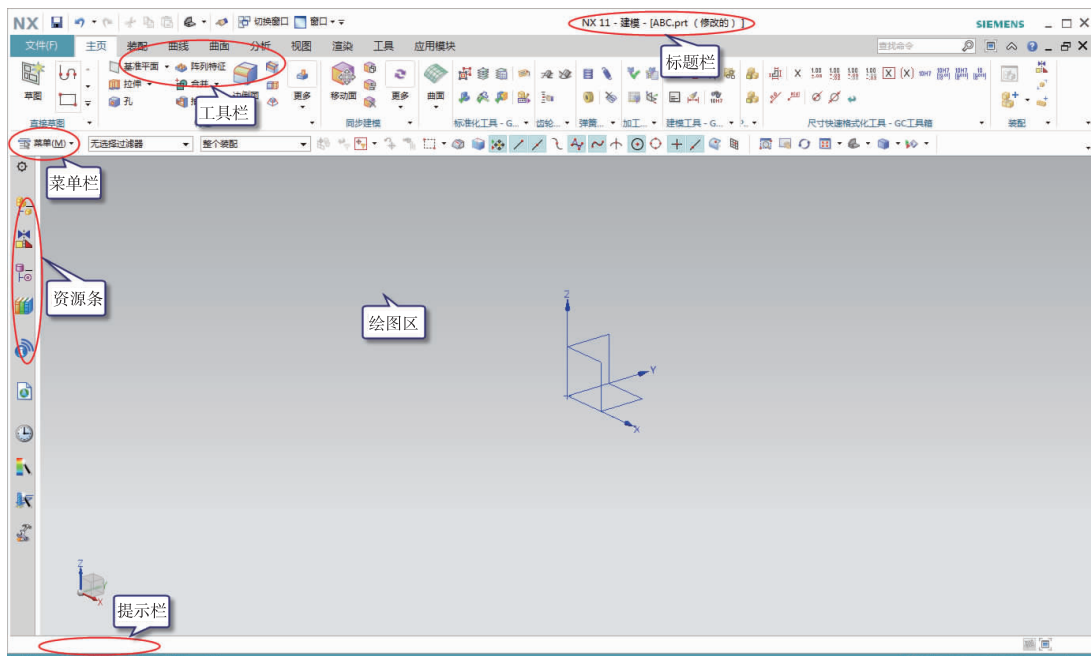 NX 切换窗口 窗口 NX 11 - 建模 - [ABC.prt （修改的）] SIEMENS
文件(F) 主页 装配 曲线 曲面 分析 视图 渲染 工具 应用模块 查找命令
标题栏
基准平面 阵列特征
草图 拉伸 合并 更多 移动面 更多 曲面
孔
工具栏
直接草图 同步建模 标准化工具 - G... 齿轮... 弹簧... 加工... 建模工具 - G... 尺寸快速格式化工具 - GC工具箱 装配
菜单(M) 无选择过滤器 整个装配
菜单栏
资源条
绘图区
Z
Y
X
Z
Y
X
提示栏